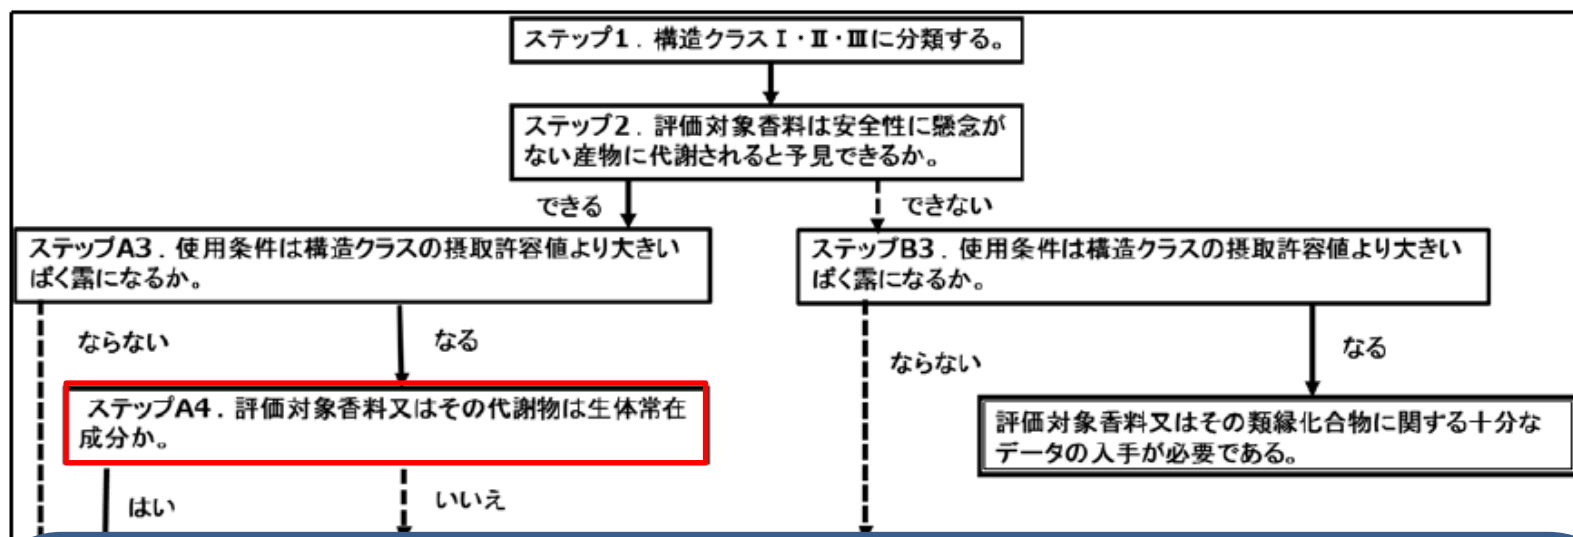 ステップ1．構造クラスⅠ・Ⅱ・Ⅲに分類する。
ステップ2．評価対象香料は安全性に懸念が
ない産物に代謝されると予見できるか。
できる
できない
ステップA3．使用条件は構造クラスの摂取許容値より大きい
ばく露になるか。
ステップB3．使用条件は構造クラスの摂取許容値より大きい
ばく露になるか。
ならない
なる
ならない
なる
ステップA4．評価対象香料又はその代謝物は生体常在
成分か。
評価対象香料又はその類縁化合物に関する十分な
データの入手が必要である。
はい
いいえ